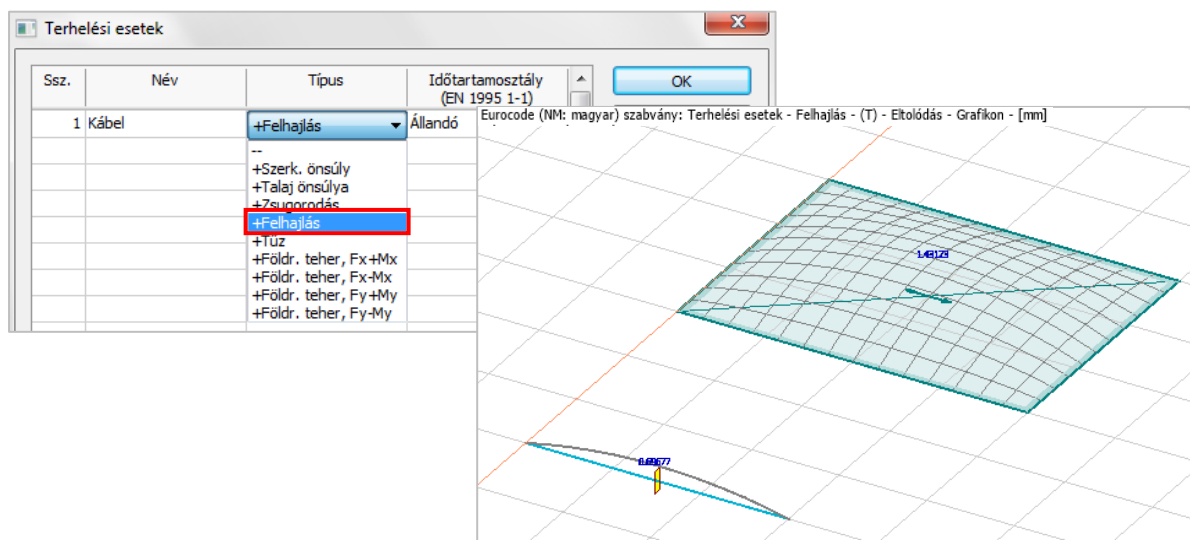 Terhelési esetek
Ssz. Név Típus Időtartamosztály
(EN 1995 1-1)
OK
1 Kábel +Felhajlás Állandó
--
+Szerk. önsúly
+Talaj önsúlya
+Zsugorodás
+Felhajlás
+Tűz
+Földr. teher, Fx+Mx
+Földr. teher, Fx-Mx
+Földr. teher, Fy+My
+Földr. teher, Fy-My
Eurocode (NM: magyar) szabvány: Terhelési esetek - Felhajlás - (T) - Eltolódás - Grafikon - [mm]